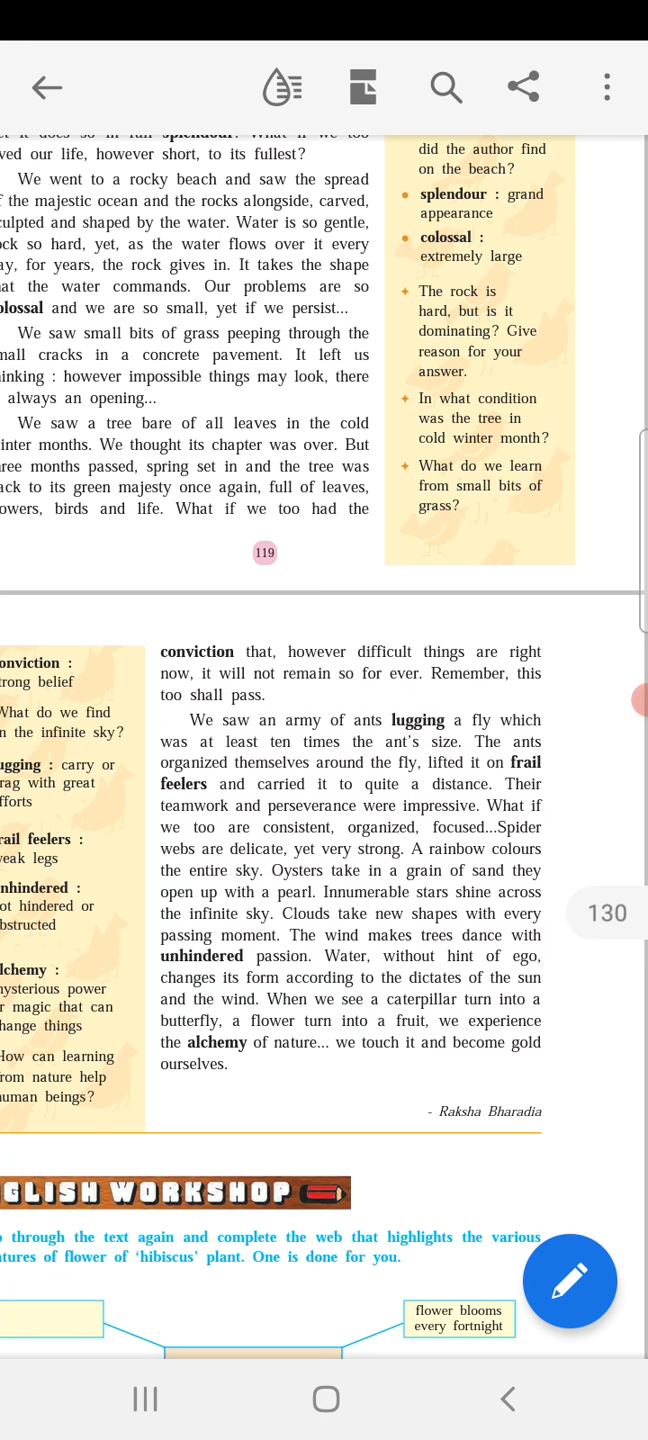 et it does so in full splendour. What if we too
ved our life, however short, to its fullest?
We went to a rocky beach and saw the spread
f the majestic ocean and the rocks alongside, carved,
culpted and shaped by the water. Water is so gentle,
ock so hard, yet, as the water flows over it every
ay, for years, the rock gives in. It takes the shape
hat the water commands. Our problems are so
olossal and we are so small, yet if we persist...
We saw small bits of grass peeping through the
mall cracks in a concrete pavement. It left us
hinking : however impossible things may look, there
always an opening...
We saw a tree bare of all leaves in the cold
inter months. We thought its chapter was over. But
hree months passed, spring set in and the tree was
ack to its green majesty once again, full of leaves,
owers, birds and life. What if we too had the
did the author find
on the beach?
• splendour : grand
appearance
• colossal :
extremely large
✦ The rock is
hard, but is it
dominating? Give
reason for your
answer.
✦ In what condition
was the tree in
cold winter month?
✦ What do we learn
from small bits of
grass?
119
onviction :
trong belief
What do we find
n the infinite sky?
ugging : carry or
rag with great
fforts
rail feelers :
weak legs
nhindered :
ot hindered or
bstructed
lchemy :
mysterious power
r magic that can
hange things
How can learning
rom nature help
human beings?
conviction that, however difficult things are right
now, it will not remain so for ever. Remember, this
too shall pass.
We saw an army of ants lugging a fly which
was at least ten times the ant's size. The ants
organized themselves around the fly, lifted it on frail
feelers and carried it to quite a distance. Their
teamwork and perseverance were impressive. What if
we too are consistent, organized, focused...Spider
webs are delicate, yet very strong. A rainbow colours
the entire sky. Oysters take in a grain of sand they
open up with a pearl. Innumerable stars shine across
the infinite sky. Clouds take new shapes with every
passing moment. The wind makes trees dance with
unhindered passion. Water, without hint of ego,
changes its form according to the dictates of the sun
and the wind. When we see a caterpillar turn into a
butterfly, a flower turn into a fruit, we experience
the alchemy of nature... we touch it and become gold
ourselves.
- Raksha Bharadia
130
GLISH WORKSHOP
o through the text again and complete the web that highlights the various
atures of flower of 'hibiscus' plant. One is done for you.
flower blooms
every fortnight